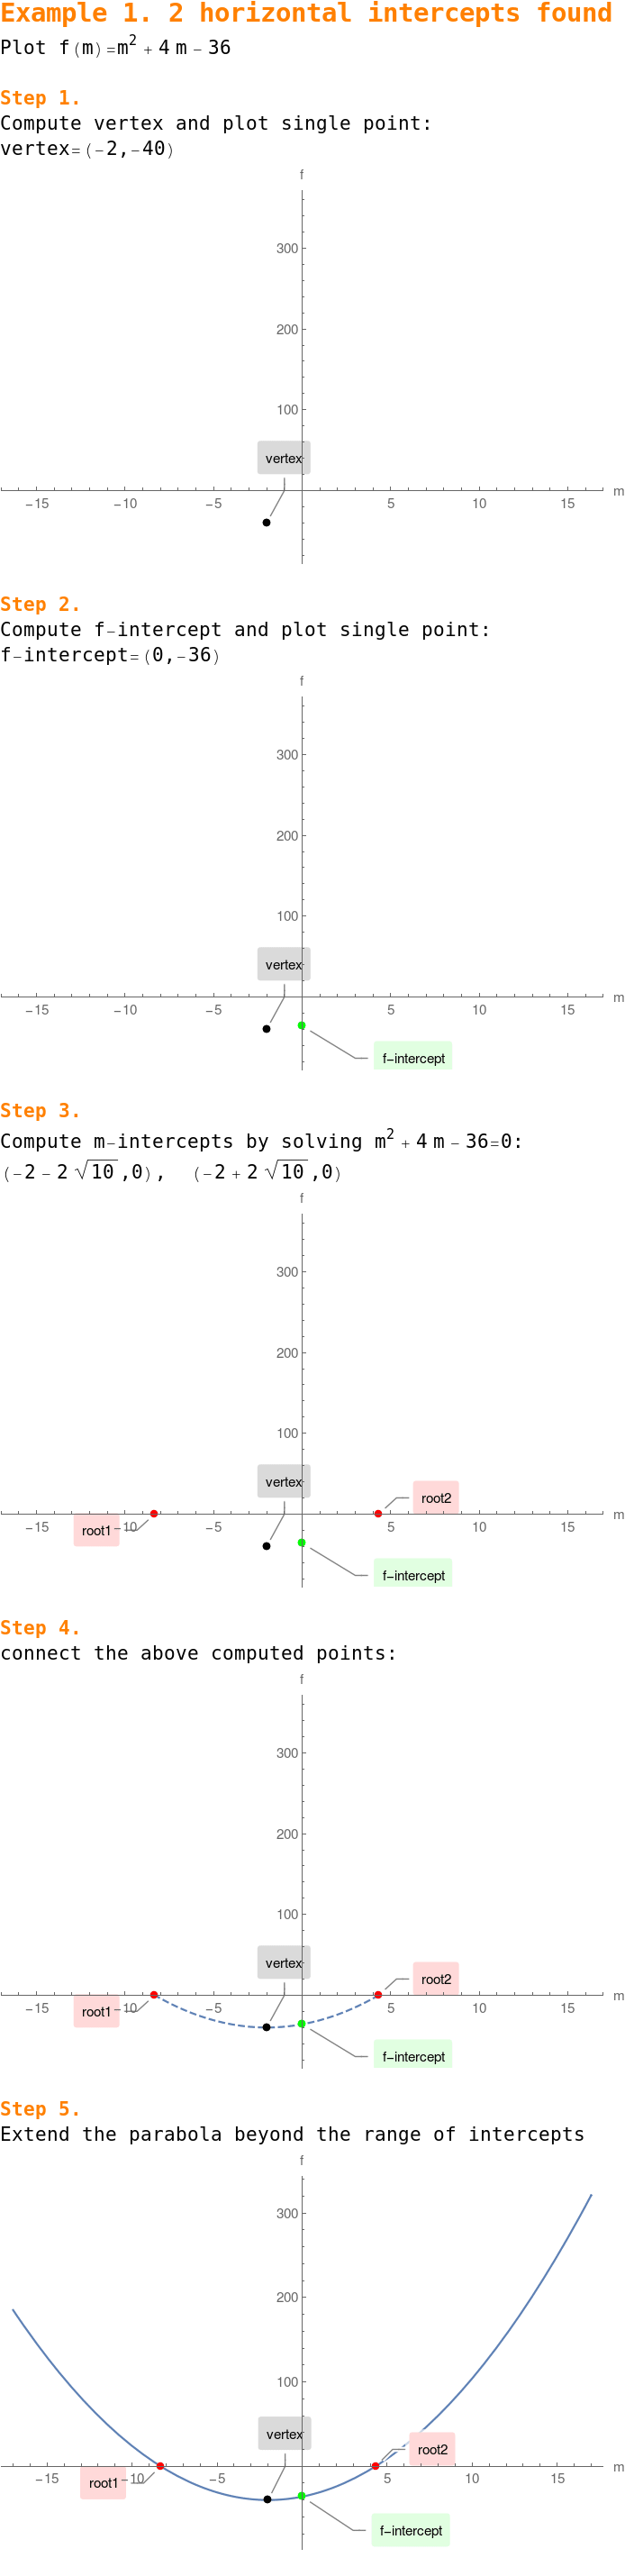 Example 1. 2 horizontal intercepts found
Plot f(m)=m² + 4 m − 36
Step 1.
Compute vertex and plot single point:
vertex=(−2,−40)
f
300
200
100
vertex
−15 −10 −5 5 10 15 m
Step 2.
Compute f−intercept and plot single point:
f−intercept=(0,−36)
f
300
200
100
vertex
−15 −10 −5 5 10 15 m
f−intercept
Step 3.
Compute m−intercepts by solving m² + 4 m − 36=0:
(−2 − 2 √10 ,0), (−2 + 2 √10 ,0)
f
300
200
100
vertex
root2
−15 −10 −5 5 10 15 m
root1
f−intercept
Step 4.
connect the above computed points:
f
300
200
100
vertex
root2
−15 −10 −5 5 10 15 m
root1
f−intercept
Step 5.
Extend the parabola beyond the range of intercepts
f
300
200
100
vertex
root2
−15 −10 −5 5 10 15 m
root1
f−intercept